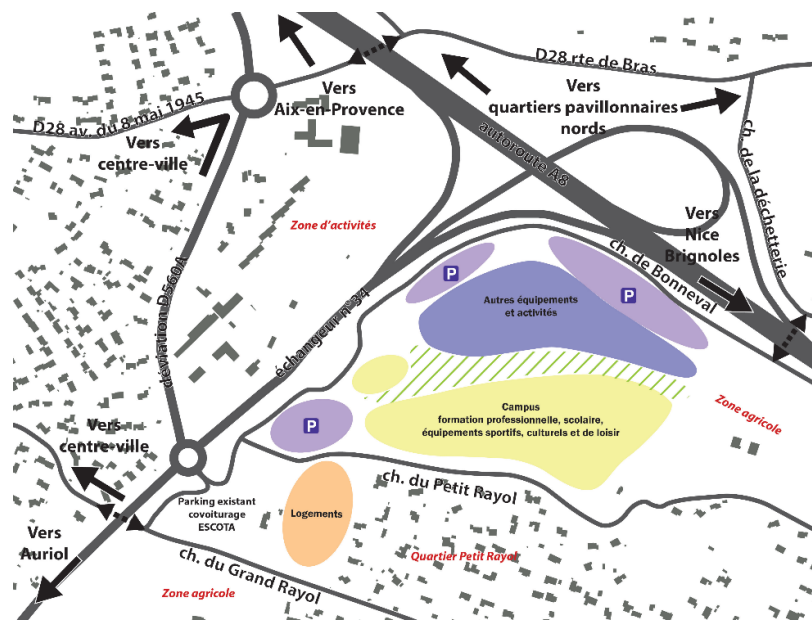 D28 rte de Bras
Vers
Aix-en-Provence
Vers
quartiers pavillonnaires
nords
D28 av. du 8 mai 1945
Vers
centre-ville
autoroute A8
ch. de la déchetterie
Zone d'activités
Vers
Nice
Brignoles
ch. de Bonneval
P
P
Autres équipements
et activités
déviation D560A
échangeur n°34
Campus
formation professionnelle, scolaire,
équipements sportifs, culturels et de loisir
Zone agricole
P
Vers
centre-ville
ch. du Petit Rayol
Parking existant
covoiturage
ESCOTA
Logements
Vers
Auriol
ch. du Grand Rayol
Quartier Petit Rayol
Zone agricole